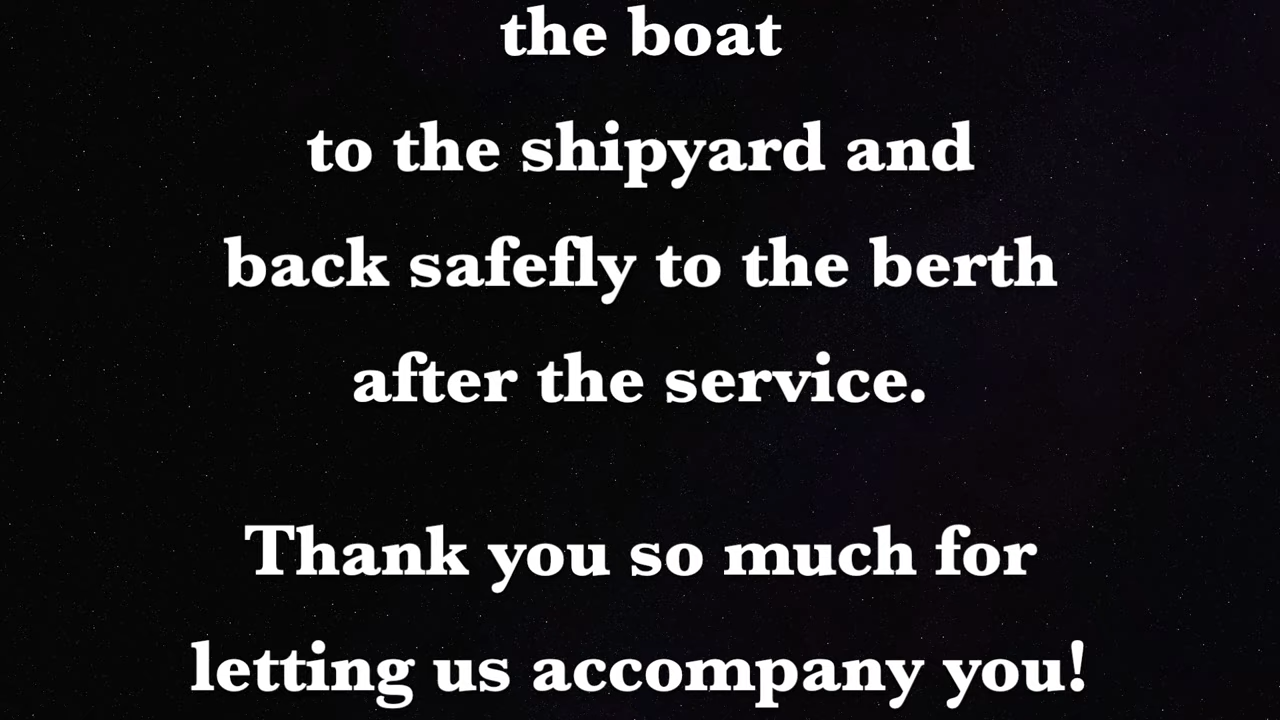 the boat
to the shipyard and
back safefly to the berth
after the service.
Thank you so much for
letting us accompany you!